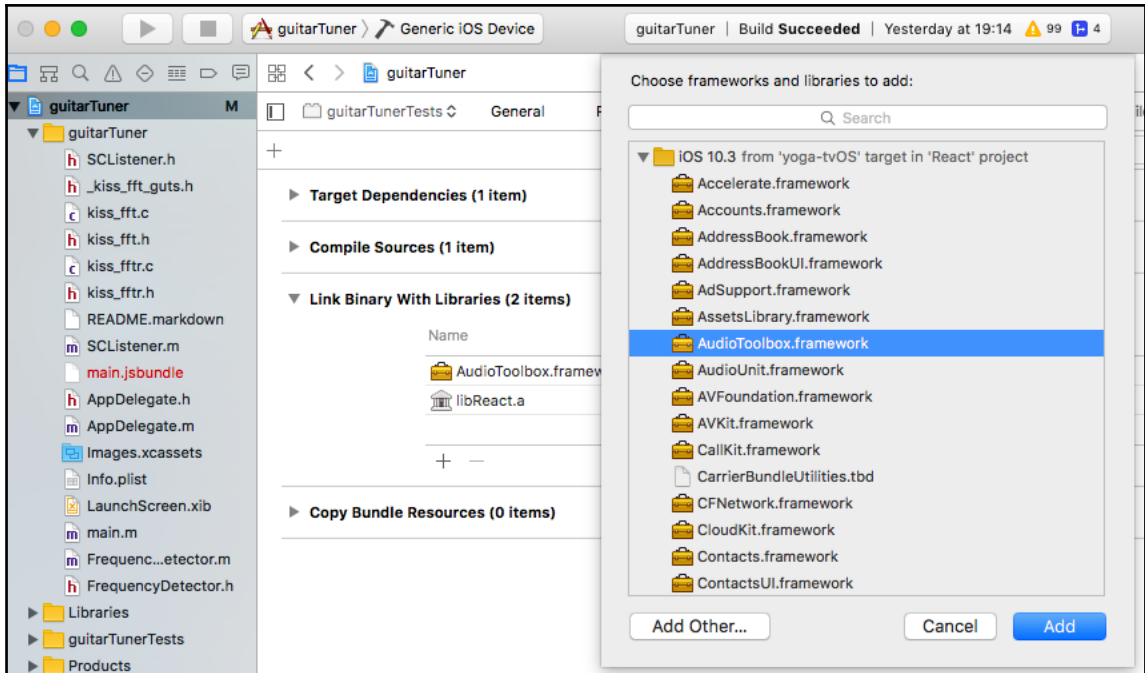 guitarTuner
Generic iOS Device
guitarTuner | Build Succeeded | Yesterday at 19:14 99 4
guitarTuner M
guitarTuner
SCListener.h
_kiss_fft_guts.h
kiss_fft.c
kiss_fft.h
kiss_fftr.c
kiss_fftr.h
README.markdown
SCListener.m
main.jsbundle
AppDelegate.h
AppDelegate.m
Images.xcassets
Info.plist
LaunchScreen.xib
main.m
Frequenc...etector.m
FrequencyDetector.h
Libraries
guitarTunerTests
Products
guitarTuner
guitarTunerTests
General
Target Dependencies (1 item)
Compile Sources (1 item)
Link Binary With Libraries (2 items)
Name
AudioToolbox.framew
libReact.a
Copy Bundle Resources (0 items)
Choose frameworks and libraries to add:
Search
iOS 10.3 from 'yoga-tvOS' target in 'React' project
Accelerate.framework
Accounts.framework
AddressBook.framework
AddressBookUI.framework
AdSupport.framework
AssetsLibrary.framework
AudioToolbox.framework
AudioUnit.framework
AVFoundation.framework
AVKit.framework
CallKit.framework
CarrierBundleUtilities.tbd
CFNetwork.framework
CloudKit.framework
Contacts.framework
ContactsUI.framework
Add Other...
Cancel
Add